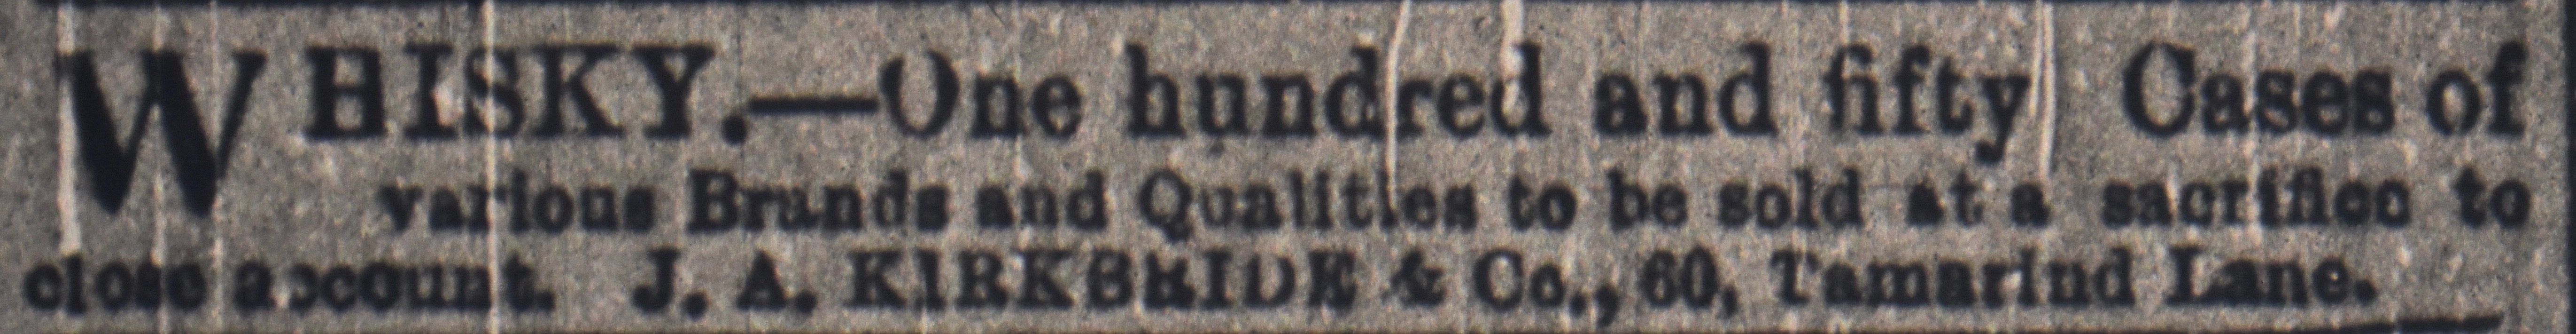 WHISKY.—One hundred and fifty Cases of
various Brands and Qualities to be sold at a sacrifice to
close account. J. A. KIRKBRIDE & Co., 60, Tamarind Lane.